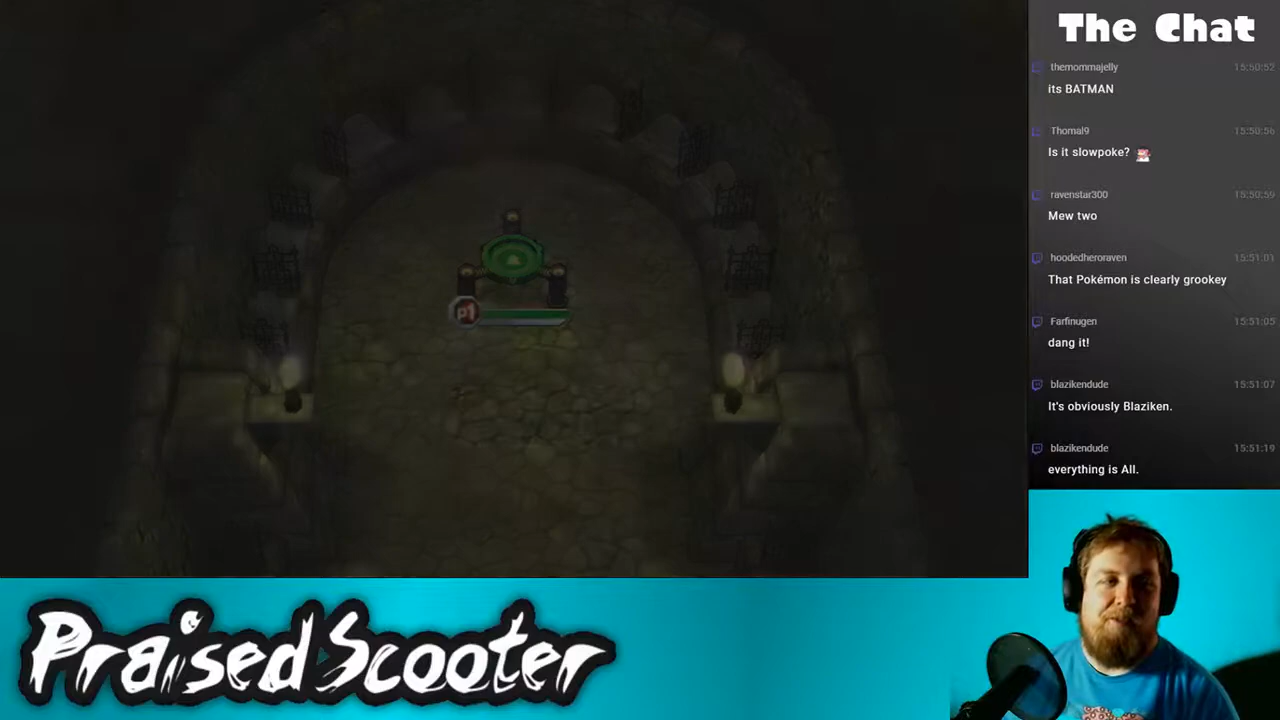 The Chat
themommajelly 15:50:52
its BATMAN
Thomal9 15:50:56
Is it slowpoke?
ravenstar300 15:50:59
Mew two
hoodedheroraven 15:51:01
That Pokémon is clearly grookey
Farfinugen 15:51:05
dang it!
blazikendude 15:51:07
It's obviously Blaziken.
blazikendude 15:51:19
everything is All.
P1
PraisedScooter